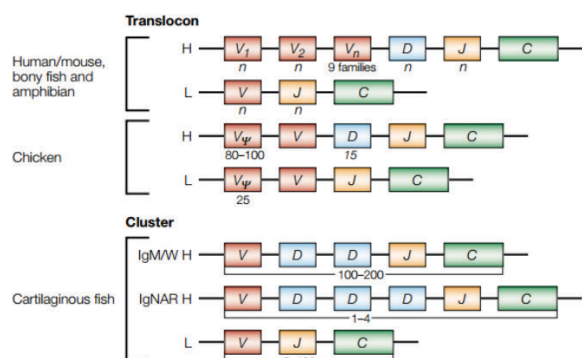 Translocon
Human/mouse,
bony fish and
amphibian
H V1 V2 Vn D J C
n n 9 families n n
L V J C
n n
Chicken
H VΨ V D J C
80–100 15
L VΨ V J C
25
Cluster
Cartilaginous fish
IgM/W H V D D J C
100–200
IgNAR H V D D D J C
1–4
L V J C